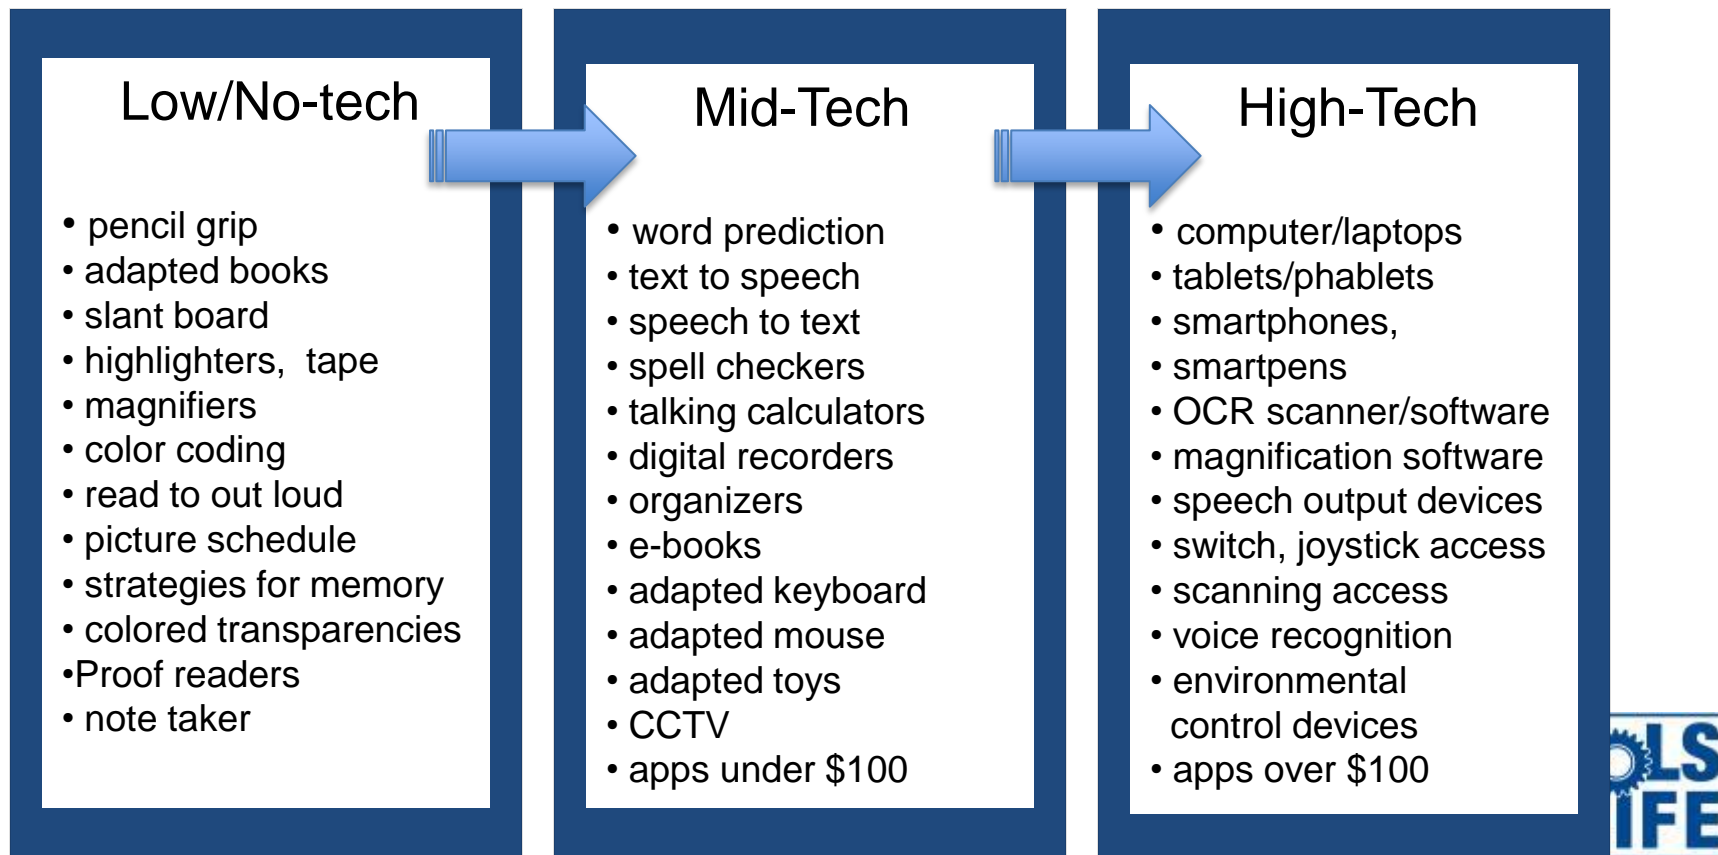 Low/No-tech
• pencil grip
• adapted books
• slant board
• highlighters, tape
• magnifiers
• color coding
• read to out loud
• picture schedule
• strategies for memory
• colored transparencies
•Proof readers
• note taker
Mid-Tech
• word prediction
• text to speech
• speech to text
• spell checkers
• talking calculators
• digital recorders
• organizers
• e-books
• adapted keyboard
• adapted mouse
• adapted toys
• CCTV
• apps under $100
High-Tech
• computer/laptops
• tablets/phablets
• smartphones,
• smartpens
• OCR scanner/software
• magnification software
• speech output devices
• switch, joystick access
• scanning access
• voice recognition
• environmental
control devices
• apps over $100